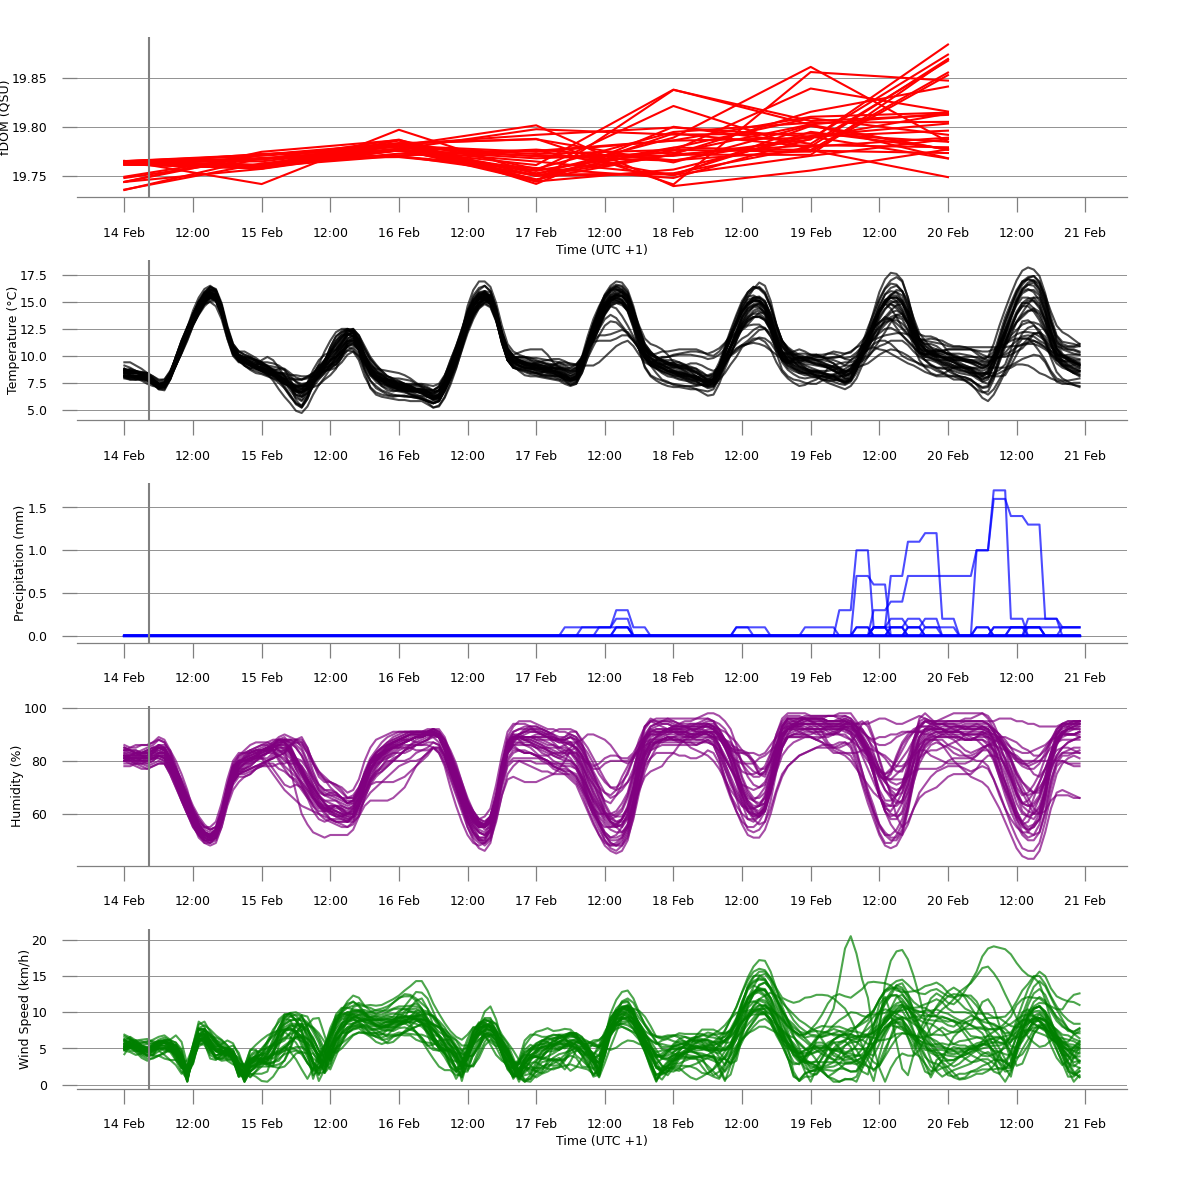 fDOM (QSU)
19.85
19.80
19.75
14 Feb 12:00 15 Feb 12:00 16 Feb 12:00 17 Feb 12:00 18 Feb 12:00 19 Feb 12:00 20 Feb 12:00 21 Feb
Time (UTC +1)
Temperature (°C)
17.5
15.0
12.5
10.0
7.5
5.0
14 Feb 12:00 15 Feb 12:00 16 Feb 12:00 17 Feb 12:00 18 Feb 12:00 19 Feb 12:00 20 Feb 12:00 21 Feb
Precipitation (mm)
1.5
1.0
0.5
0.0
14 Feb 12:00 15 Feb 12:00 16 Feb 12:00 17 Feb 12:00 18 Feb 12:00 19 Feb 12:00 20 Feb 12:00 21 Feb
Humidity (%)
100
80
60
14 Feb 12:00 15 Feb 12:00 16 Feb 12:00 17 Feb 12:00 18 Feb 12:00 19 Feb 12:00 20 Feb 12:00 21 Feb
Wind Speed (km/h)
20
15
10
5
0
14 Feb 12:00 15 Feb 12:00 16 Feb 12:00 17 Feb 12:00 18 Feb 12:00 19 Feb 12:00 20 Feb 12:00 21 Feb
Time (UTC +1)